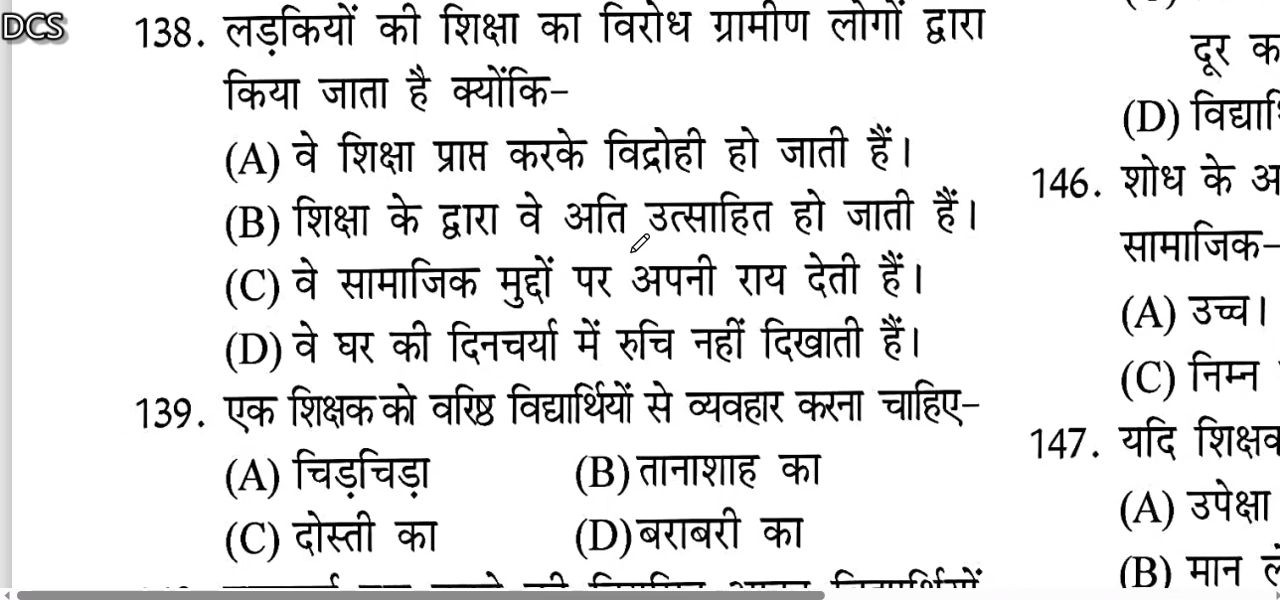 DCS
138. लड़कियों की शिक्षा का विरोध ग्रामीण लोगों द्वारा
किया जाता है क्योंकि-
(A) वे शिक्षा प्राप्त करके विद्रोही हो जाती हैं।
(B) शिक्षा के द्वारा वे अति उत्साहित हो जाती हैं।
(C) वे सामाजिक मुद्दों पर अपनी राय देती हैं।
(D) वे घर की दिनचर्या में रुचि नहीं दिखाती हैं।
139. एक शिक्षक को वरिष्ठ विद्यार्थियों से व्यवहार करना चाहिए-
(A) चिड़चिड़ा (B) तानाशाह का
(C) दोस्ती का (D) बराबरी का
दूर
(D)
146. शोध के
सामाजिक-
(A) उच्च।
(C) निम्न
147. यदि
(A) उपेक्षा
(B) मान